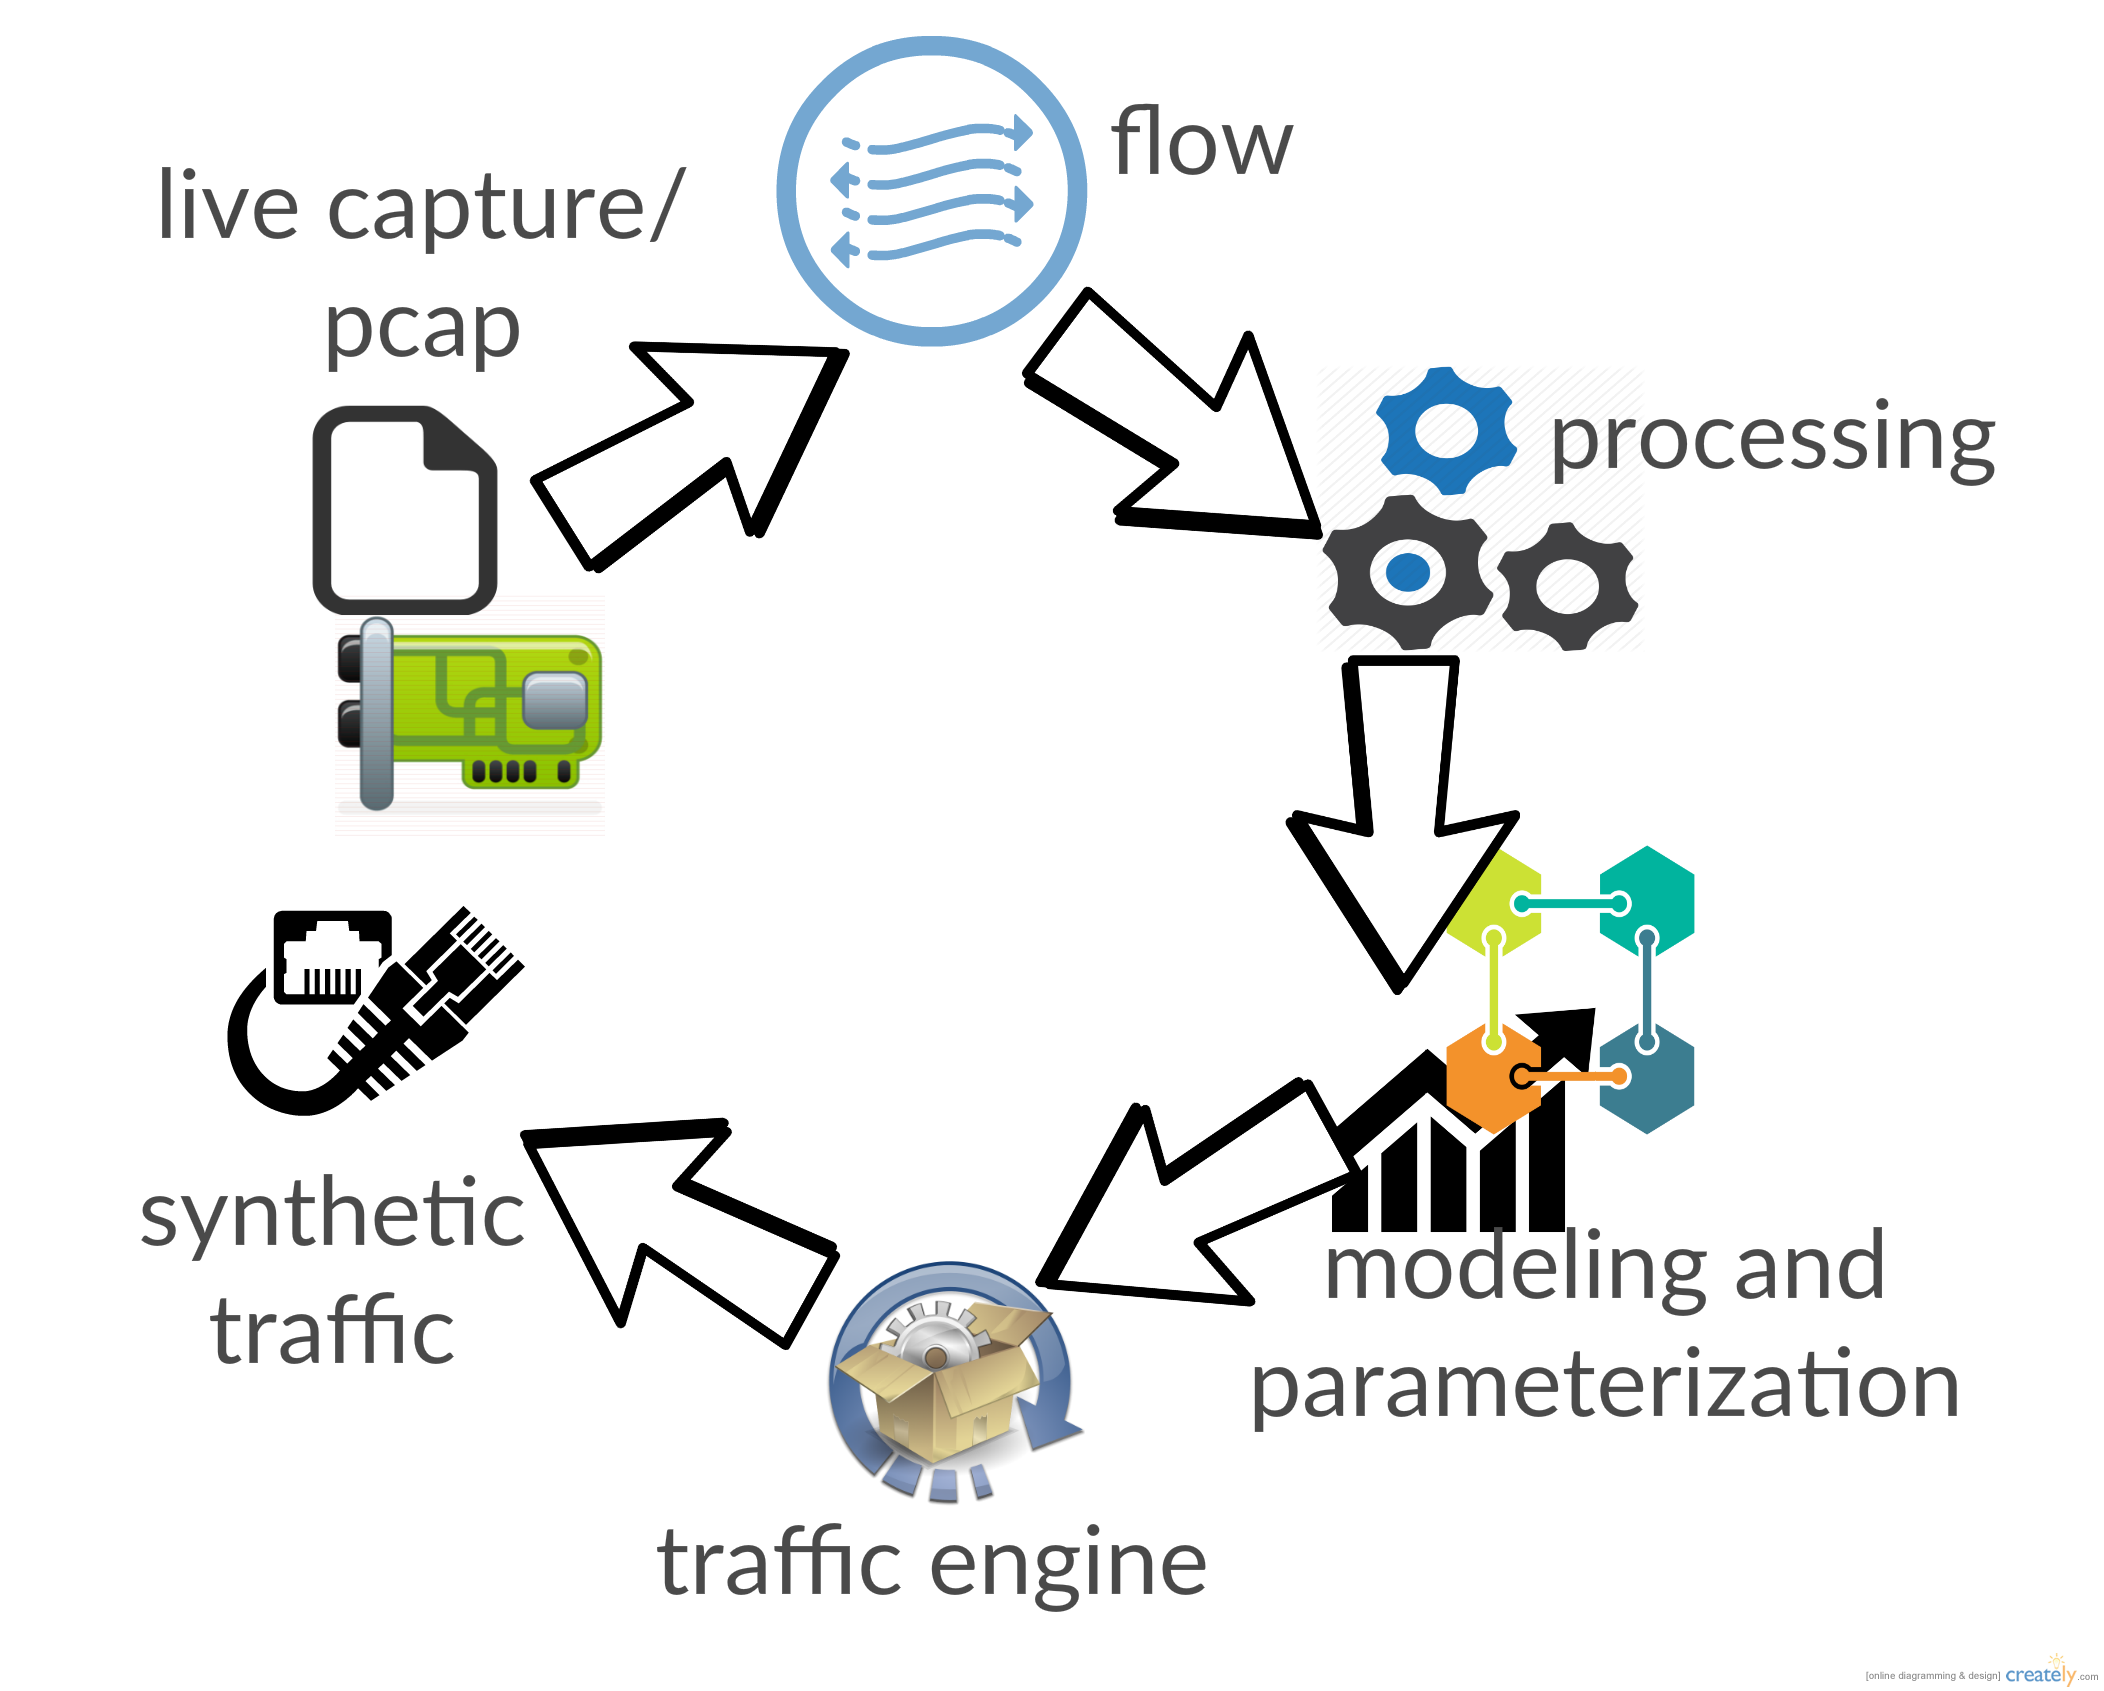 flow
live capture/
pcap
processing
synthetic
traffic
modeling and
parameterization
traffic engine
[online diagramming & design] creately.com